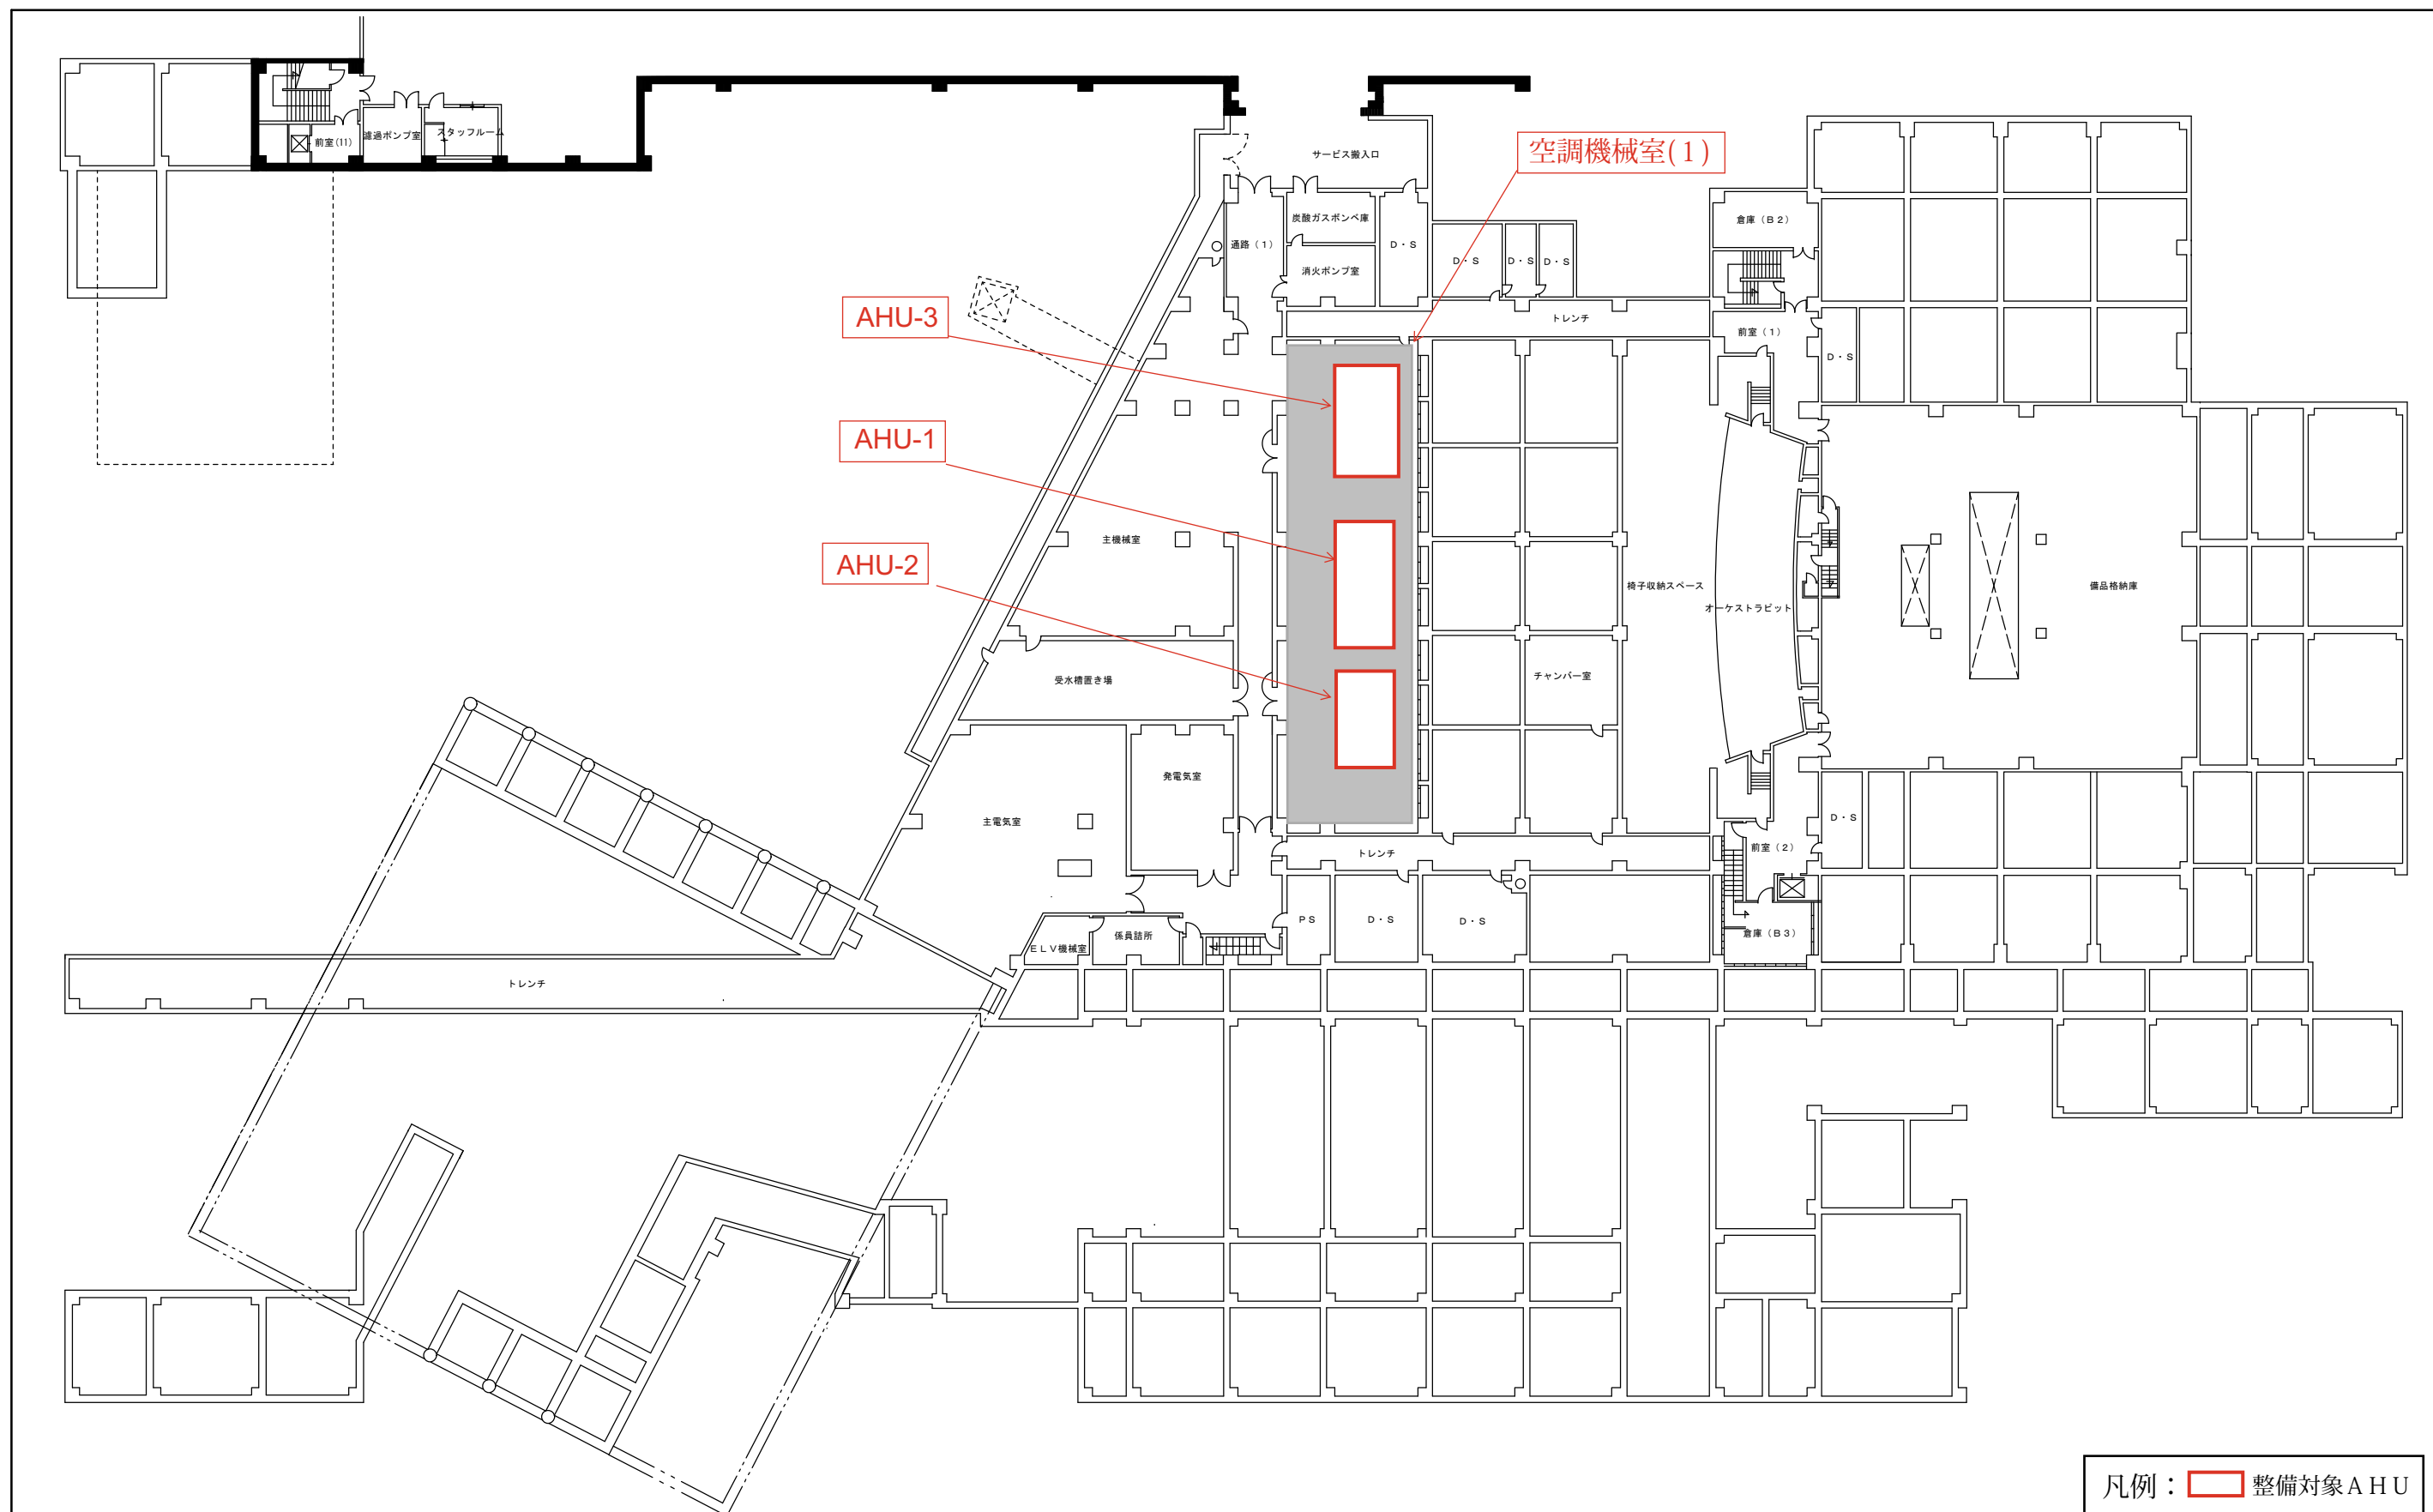 空調機械室(1)
サービス搬入口
前室(11)
濾過ポンプ室
スタッフルーム
炭酸ガスボンベ庫
通路(1)
D・S
消火ポンプ室
D・S
D・S
D・S
倉庫(B2)
トレンチ
前室(1)
D・S
AHU-3
AHU-1
AHU-2
主機械室
椅子収納スペース
オーケストラピット
備品格納庫
受水槽置き場
チャンバー室
発電気室
主電気室
D・S
トレンチ
前室(2)
PS
D・S
D・S
倉庫(B3)
ELV機械室
係員詰所
トレンチ
凡例: 整備対象AHU